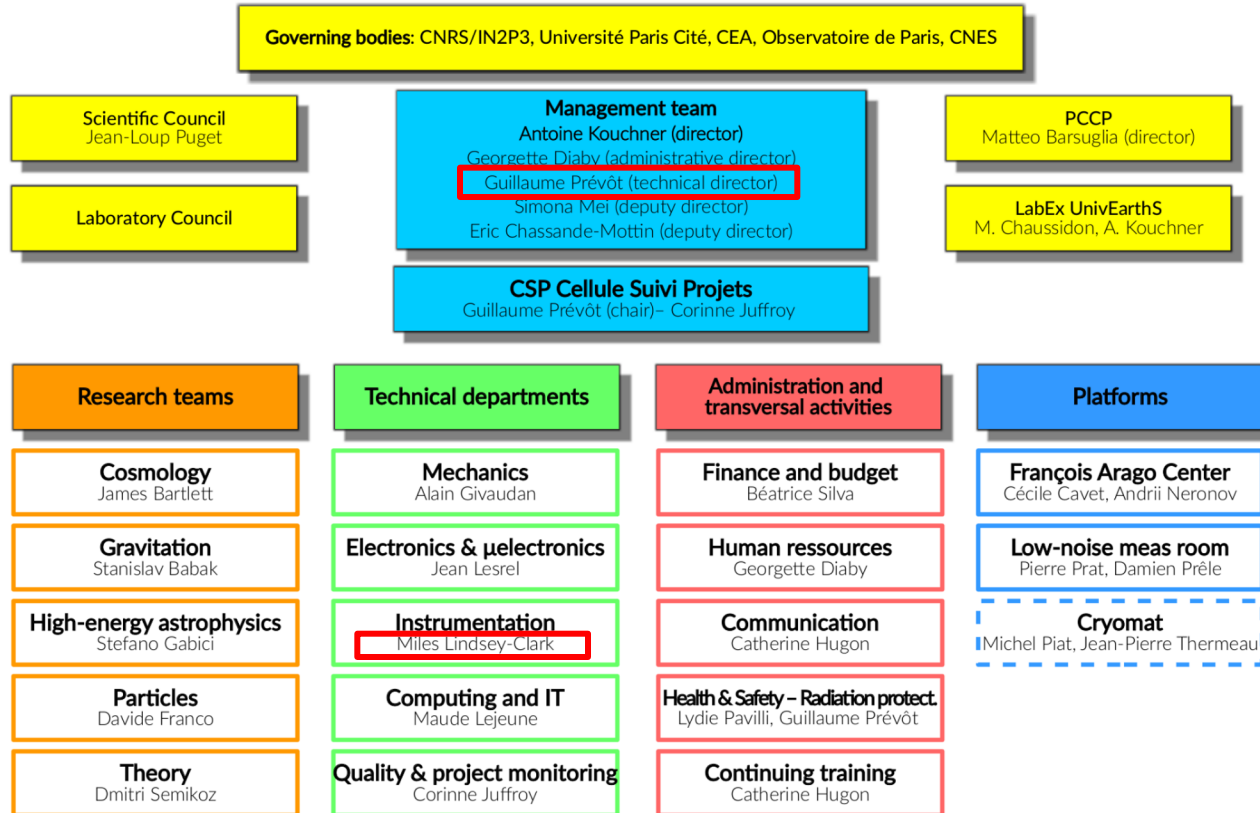 Governing bodies: CNRS/IN2P3, Université Paris Cité, CEA, Observatoire de Paris, CNES
Scientific Council
Jean-Loup Puget
Laboratory Council
Management team
Antoine Kouchner (director)
Georgette Diaby (administrative director)
Guillaume Prévôt (technical director)
Simona Mei (deputy director)
Eric Chassande-Mottin (deputy director)
PCCP
Matteo Barsuglia (director)
LabEx UnivEarthS
M. Chaussidon, A. Kouchner
CSP Cellule Suivi Projets
Guillaume Prévôt (chair)– Corinne Juffroy
Research teams
Cosmology
James Bartlett
Gravitation
Stanislav Babak
High-energy astrophysics
Stefano Gabici
Particles
Davide Franco
Theory
Dmitri Semikoz
Technical departments
Mechanics
Alain Givaudan
Electronics & µelectronics
Jean Lesrel
Instrumentation
Miles Lindsey-Clark
Computing and IT
Maude Lejeune
Quality & project monitoring
Corinne Juffroy
Administration and
transversal activities
Finance and budget
Béatrice Silva
Human ressources
Georgette Diaby
Communication
Catherine Hugon
Health & Safety – Radiation protect.
Lydie Pavilli, Guillaume Prévôt
Continuing training
Catherine Hugon
Platforms
François Arago Center
Cécile Cavet, Andrii Neronov
Low-noise meas room
Pierre Prat, Damien Prêle
Cryomat
Michel Piat, Jean-Pierre Thermeau